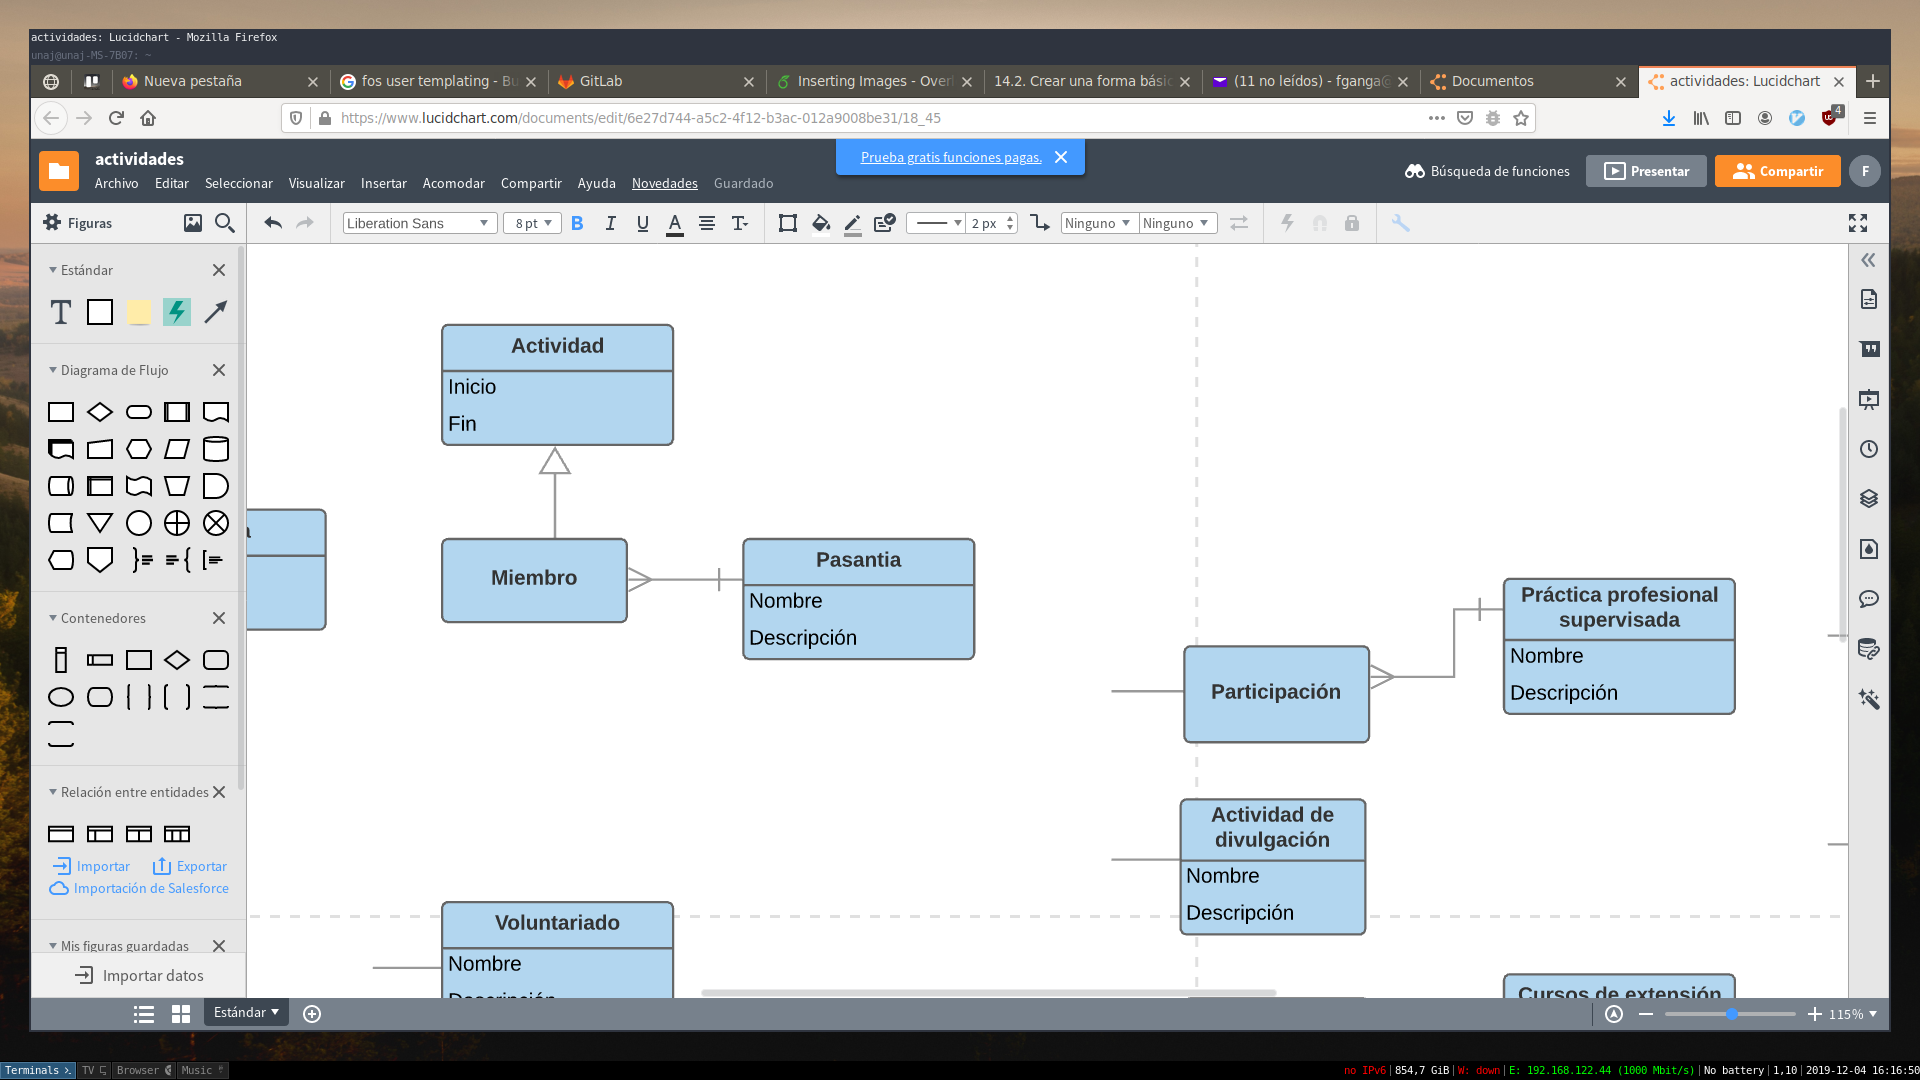 actividades: Lucidchart - Mozilla Firefox
unaj@unaj-MS-7B07: ~
Nueva pestaña
fos user templating - Bu
GitLab
Inserting Images - Overl
14.2. Crear una forma básic
(11 no leídos) - fganga@
Documentos
actividades: Lucidchart
https://www.lucidchart.com/documents/edit/6e27d744-a5c2-4f12-b3ac-012a9008be31/18_45
4
actividades
Prueba gratis funciones pagas.
Archivo Editar Seleccionar Visualizar Insertar Acomodar Compartir Ayuda Novedades Guardado
Búsqueda de funciones
Presentar
Compartir
F
Figuras
Liberation Sans
8 pt
B I U A T
2 px
Ninguno
Ninguno
Estándar
T
Diagrama de Flujo
Contenedores
Relación entre entidades
Importar
Exportar
Importación de Salesforce
Mis figuras guardadas
Importar datos
Actividad
Inicio
Fin
a
Miembro
Pasantia
Nombre
Descripción
Práctica profesional
supervisada
Nombre
Descripción
Participación
Actividad de
divulgación
Nombre
Descripción
Voluntariado
Nombre
Descripción
Cursos de extensión
Estándar
115%
Terminals
TV
Browser
Music
no IPv6 | 854,7 GiB | W: down | E: 192.168.122.44 (1000 Mbit/s) | No battery | 1,10 | 2019-12-04 16:16:50